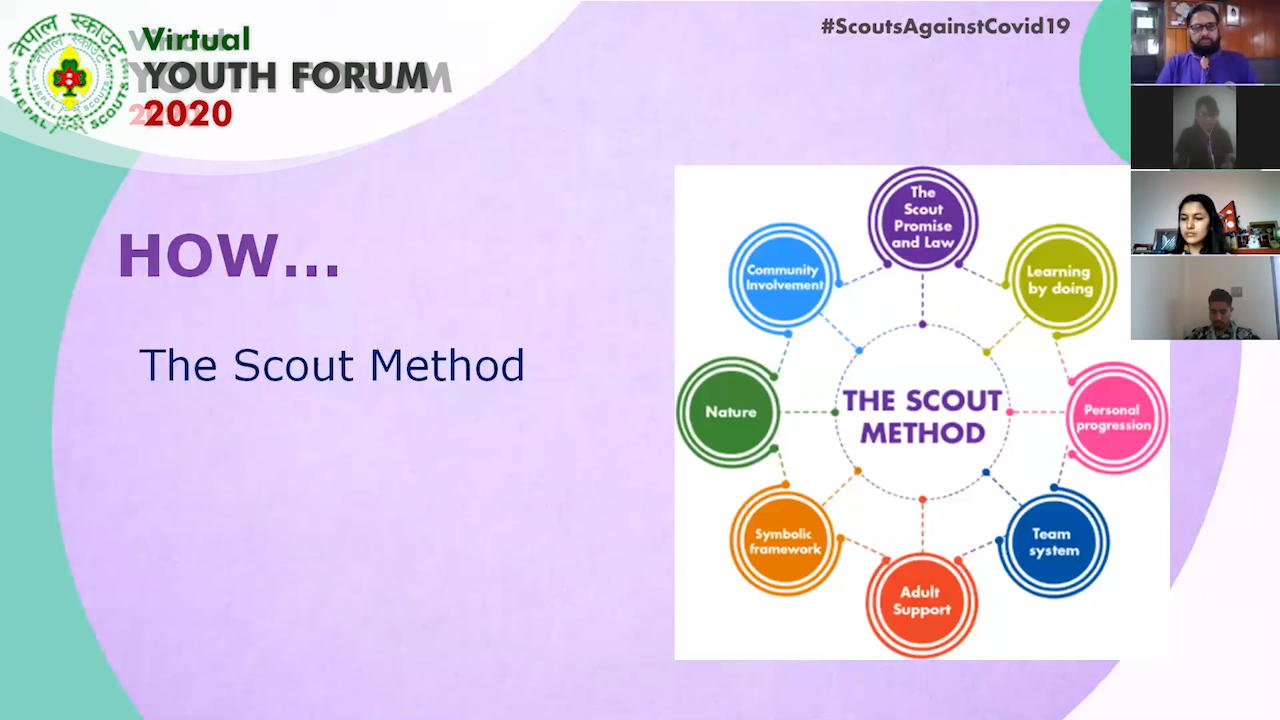 नेपाल स्काउट
NEPAL SCOUTS
Virtual
YOUTH FORUM
2020
#ScoutsAgainstCovid19
HOW...
The Scout Method
The
Scout
Promise
and Law
Community
Involvement
Learning
by doing
Nature
THE SCOUT
METHOD
Personal
progression
Symbolic
framework
Team
system
Adult
Support